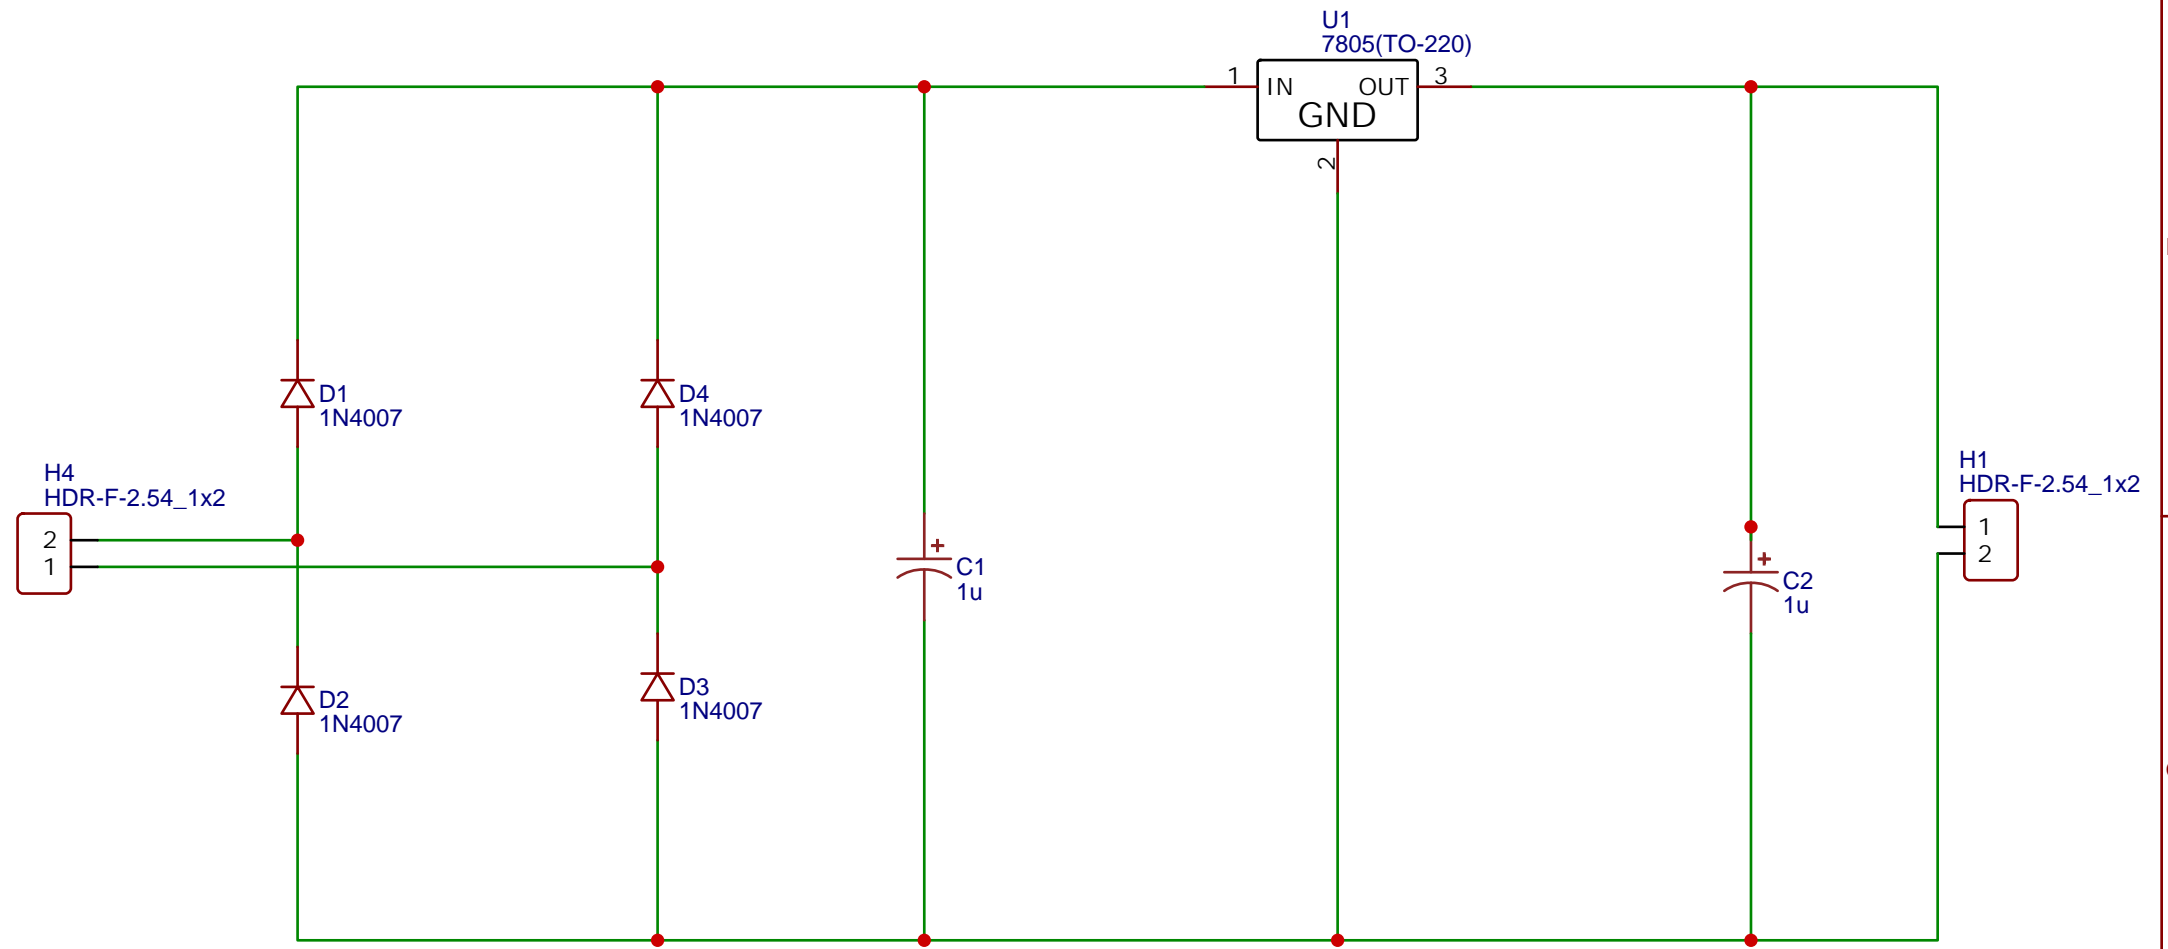 U1
7805(TO-220)
1
IN
OUT
3
GND
2
D1
1N4007
D4
1N4007
H4
HDR-F-2.54_1x2
2
1
H1
HDR-F-2.54_1x2
1
2
+
C1
1u
+
C2
1u
D2
1N4007
D3
1N4007